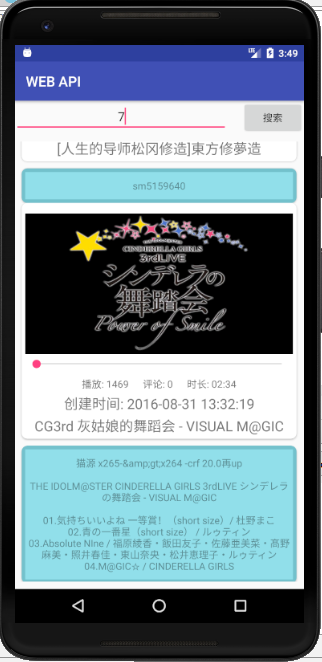 3:49
WEB API
7
搜索
[人生的导师松冈修造]東方修夢造
sm5159640
CINDERELLA GIRLS
3rdLIVE
シンデレラの
舞踏会
Power of Smile
播放: 1469 评论: 0 时长: 02:34
创建时间: 2016-08-31 13:32:19
CG3rd 灰姑娘的舞蹈会 - VISUAL M@GIC
猫源 x265-&amp;gt;x264 -crf 20.0再up
THE IDOLM@STER CINDERELLA GIRLS 3rdLIVE シンデレラ
の舞踏会 - VISUAL M@GIC
01.気持ちいいよね 一等賞！（short size）/ 杜野まこ
02.青の一番星（short size） / ルゥティン
03.Absolute NIne / 福原綾香・飯田友子・佐藤亜美菜・高野
麻美・照井春佳・東山奈央・松井恵理子・ルゥティン
04.M@GIC☆ / CINDERELLA GIRLS